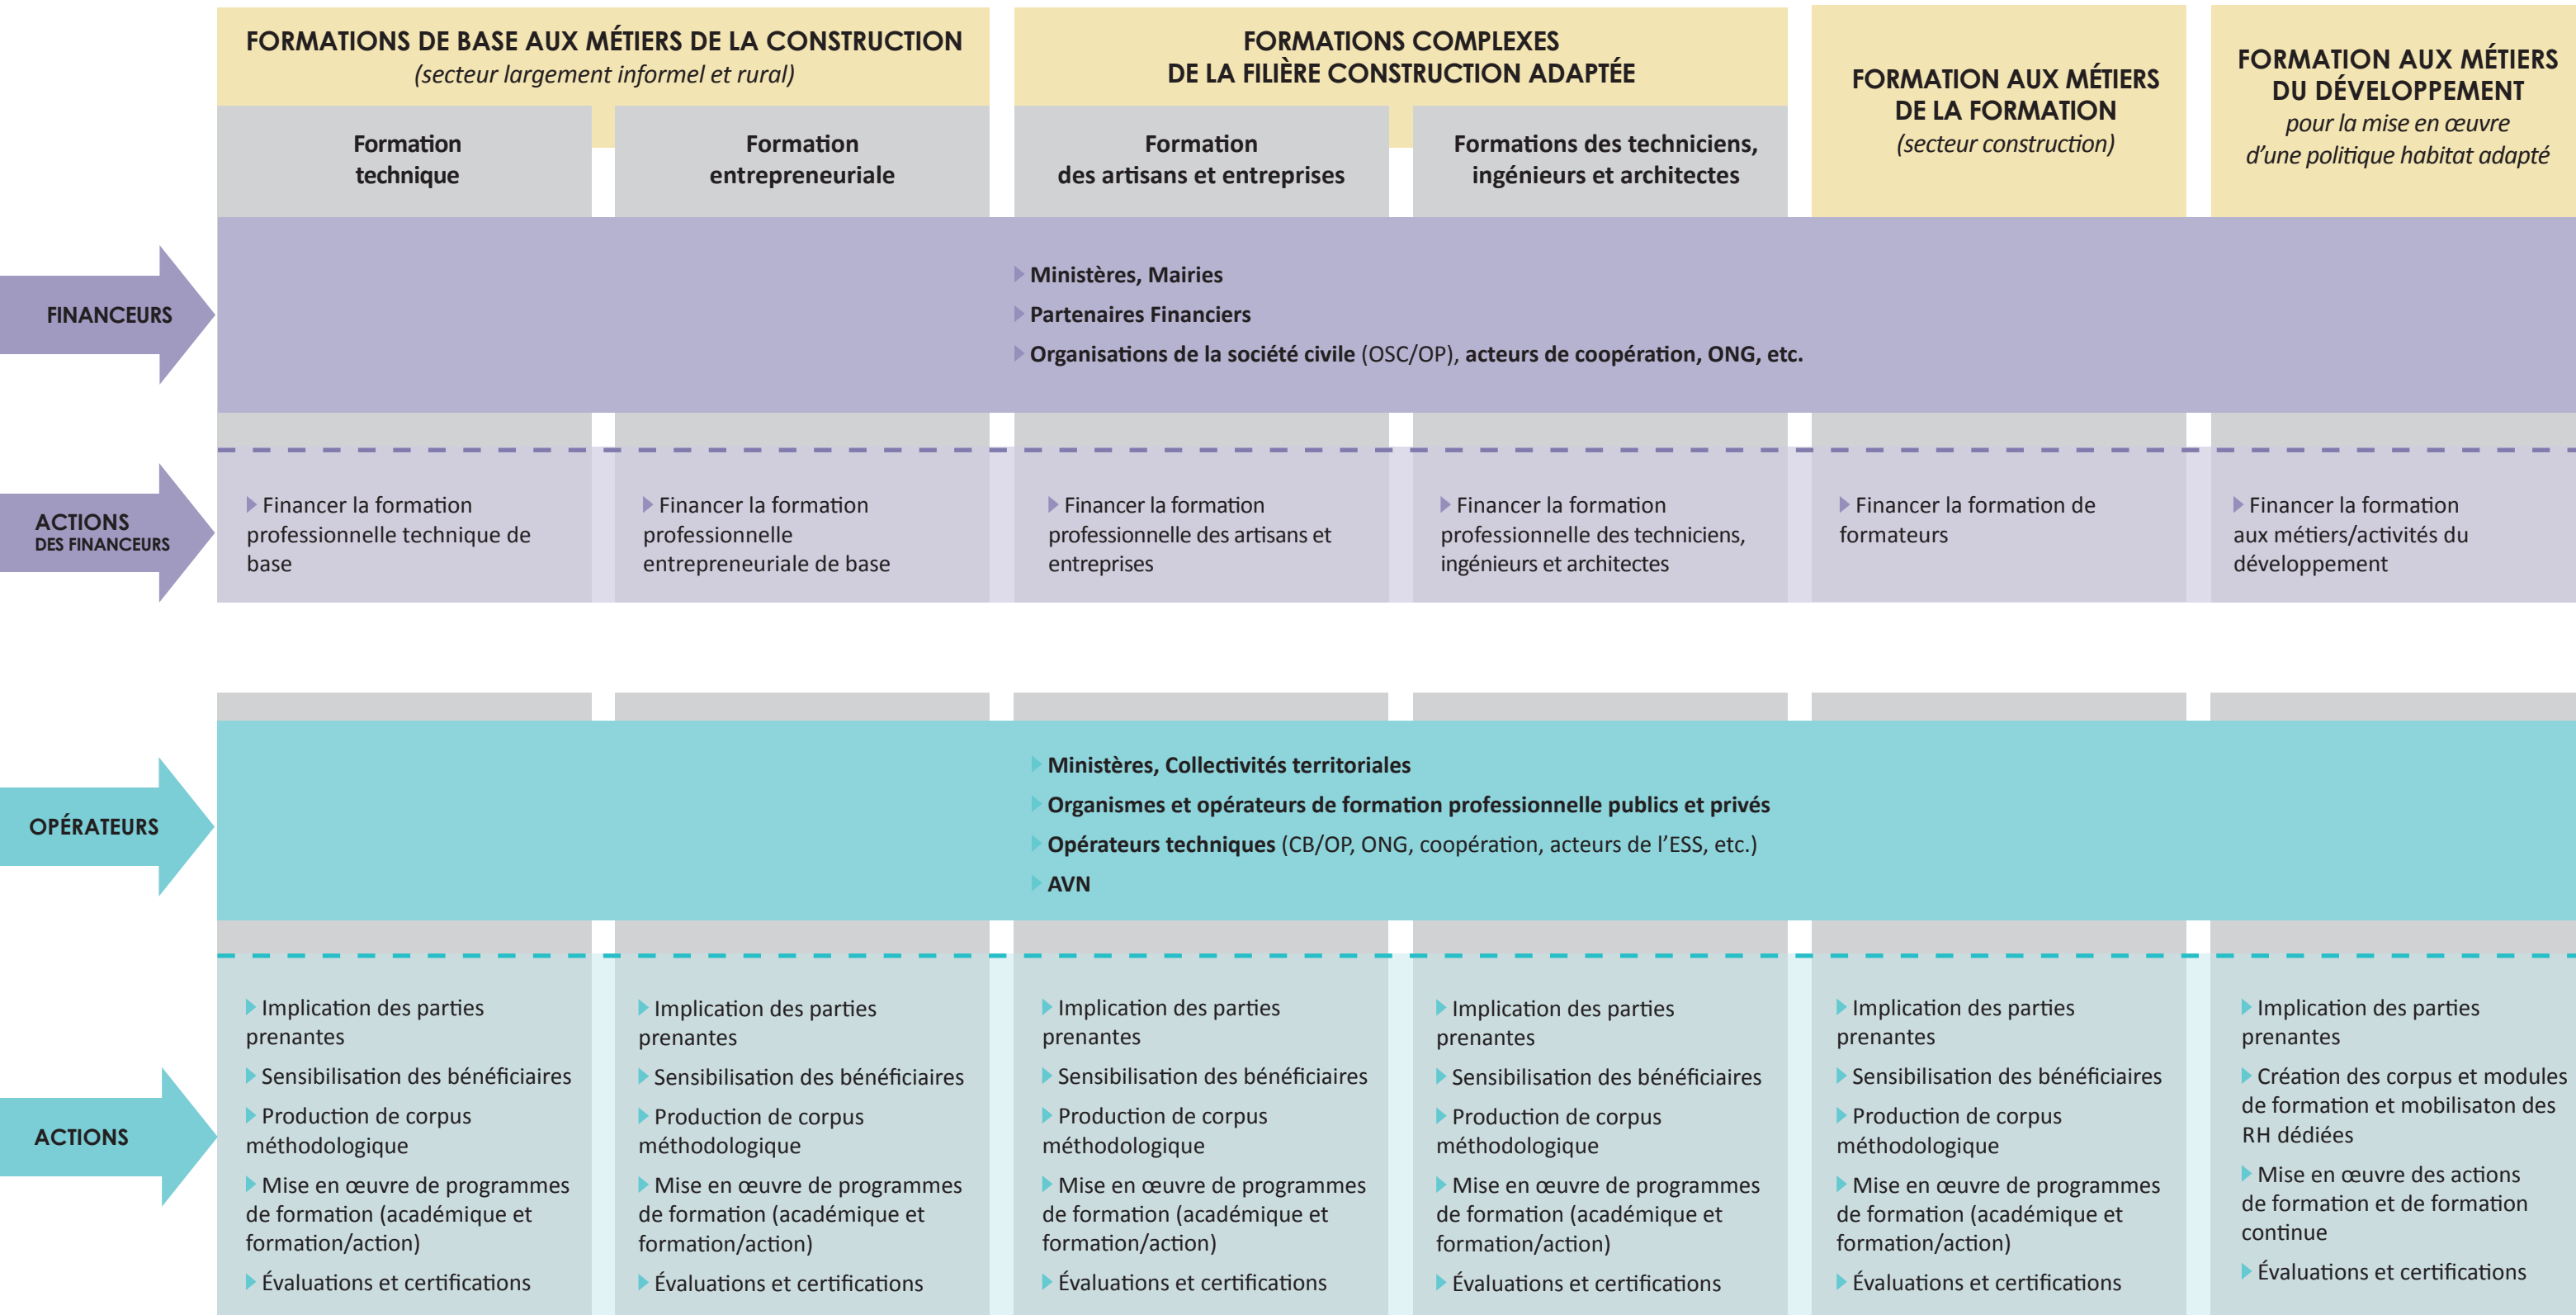 FORMATIONS DE BASE AUX MÉTIERS DE LA CONSTRUCTION
(secteur largement informel et rural)
FORMATIONS COMPLEXES
DE LA FILIÈRE CONSTRUCTION ADAPTÉE
FORMATION AUX MÉTIERS
DE LA FORMATION
(secteur construction)
FORMATION AUX MÉTIERS
DU DÉVELOPPEMENT
pour la mise en œuvre
d'une politique habitat adapté
Formation
technique
Formation
entrepreneuriale
Formation
des artisans et entreprises
Formations des techniciens,
ingénieurs et architectes
FINANCEURS
Ministères, Mairies
Partenaires Financiers
Organisations de la société civile (OSC/OP), acteurs de coopération, ONG, etc.
ACTIONS
DES FINANCEURS
Financer la formation
professionnelle technique de
base
Financer la formation
professionnelle
entrepreneuriale de base
Financer la formation
professionnelle des artisans et
entreprises
Financer la formation
professionnelle des techniciens,
ingénieurs et architectes
Financer la formation de
formateurs
Financer la formation
aux métiers/activités du
développement
OPÉRATEURS
Ministères, Collectivités territoriales
Organismes et opérateurs de formation professionnelle publics et privés
Opérateurs techniques (CB/OP, ONG, coopération, acteurs de l'ESS, etc.)
AVN
ACTIONS
Implication des parties
prenantes
Sensibilisation des bénéficiaires
Production de corpus
méthodologique
Mise en œuvre de programmes
de formation (académique et
formation/action)
Évaluations et certifications
Implication des parties
prenantes
Sensibilisation des bénéficiaires
Production de corpus
méthodologique
Mise en œuvre de programmes
de formation (académique et
formation/action)
Évaluations et certifications
Implication des parties
prenantes
Sensibilisation des bénéficiaires
Production de corpus
méthodologique
Mise en œuvre de programmes
de formation (académique et
formation/action)
Évaluations et certifications
Implication des parties
prenantes
Sensibilisation des bénéficiaires
Production de corpus
méthodologique
Mise en œuvre de programmes
de formation (académique et
formation/action)
Évaluations et certifications
Implication des parties
prenantes
Sensibilisation des bénéficiaires
Production de corpus
méthodologique
Mise en œuvre de programmes
de formation (académique et
formation/action)
Évaluations et certifications
Implication des parties
prenantes
Création des corpus et modules
de formation et mobilisaton des
RH dédiées
Mise en œuvre des actions
de formation et de formation
continue
Évaluations et certifications